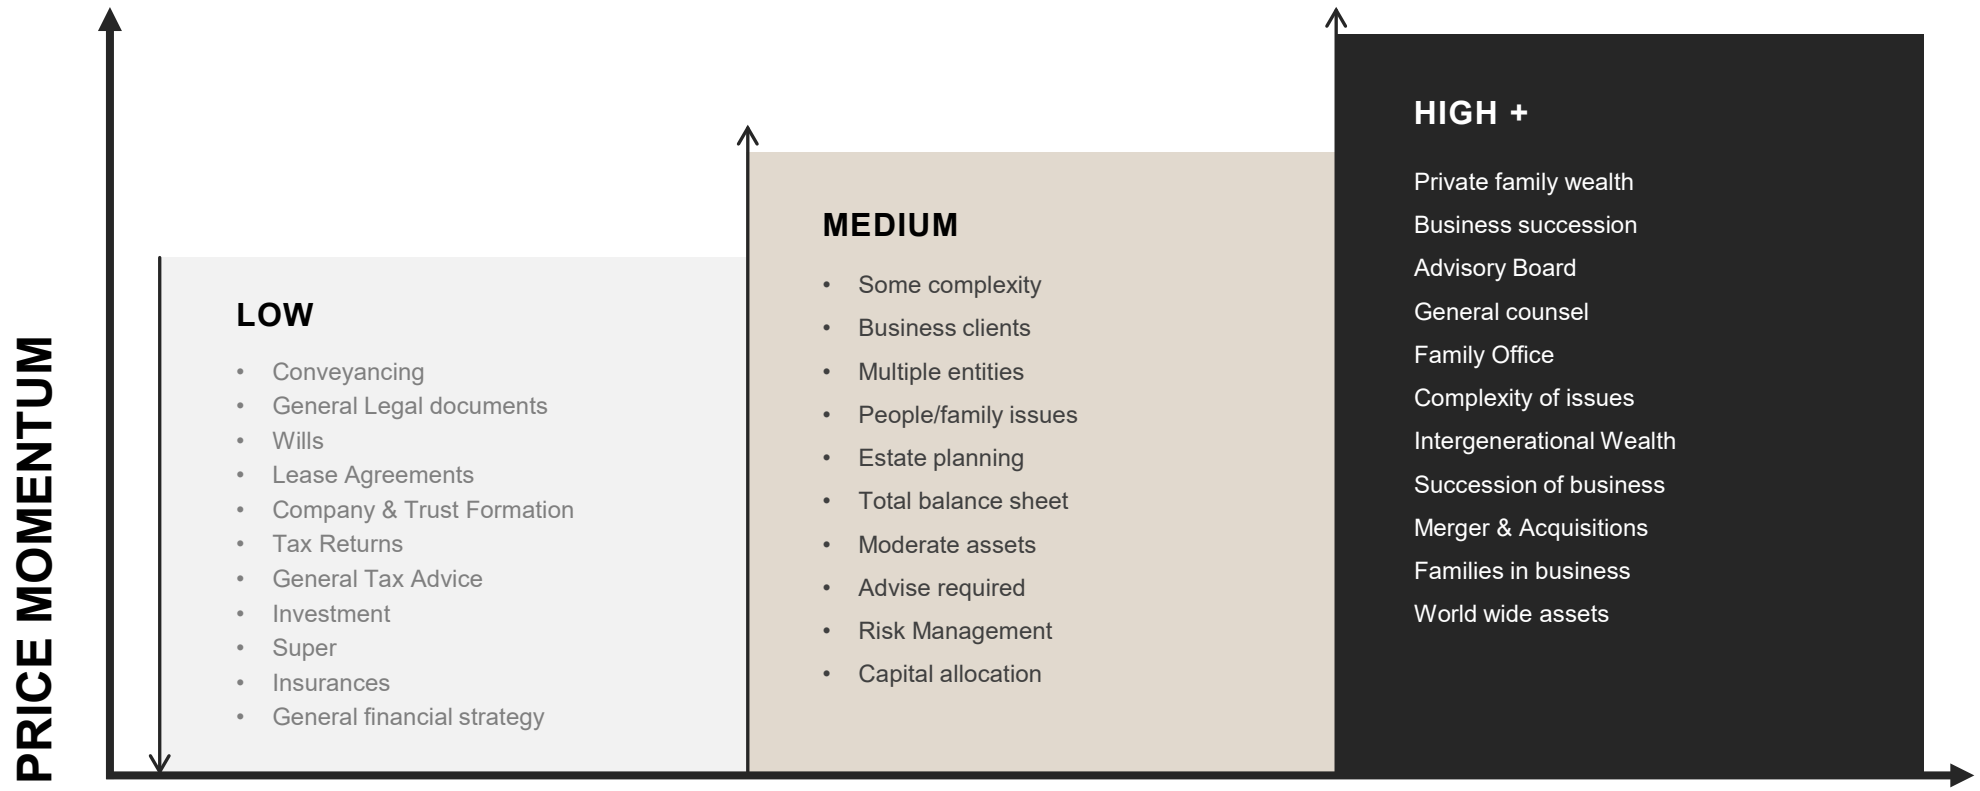 PRICE MOMENTUM
LOW
• Conveyancing
• General Legal documents
• Wills
• Lease Agreements
• Company & Trust Formation
• Tax Returns
• General Tax Advice
• Investment
• Super
• Insurances
• General financial strategy
MEDIUM
• Some complexity
• Business clients
• Multiple entities
• People/family issues
• Estate planning
• Total balance sheet
• Moderate assets
• Advise required
• Risk Management
• Capital allocation
HIGH +
Private family wealth
Business succession
Advisory Board
General counsel
Family Office
Complexity of issues
Intergenerational Wealth
Succession of business
Merger & Acquisitions
Families in business
World wide assets